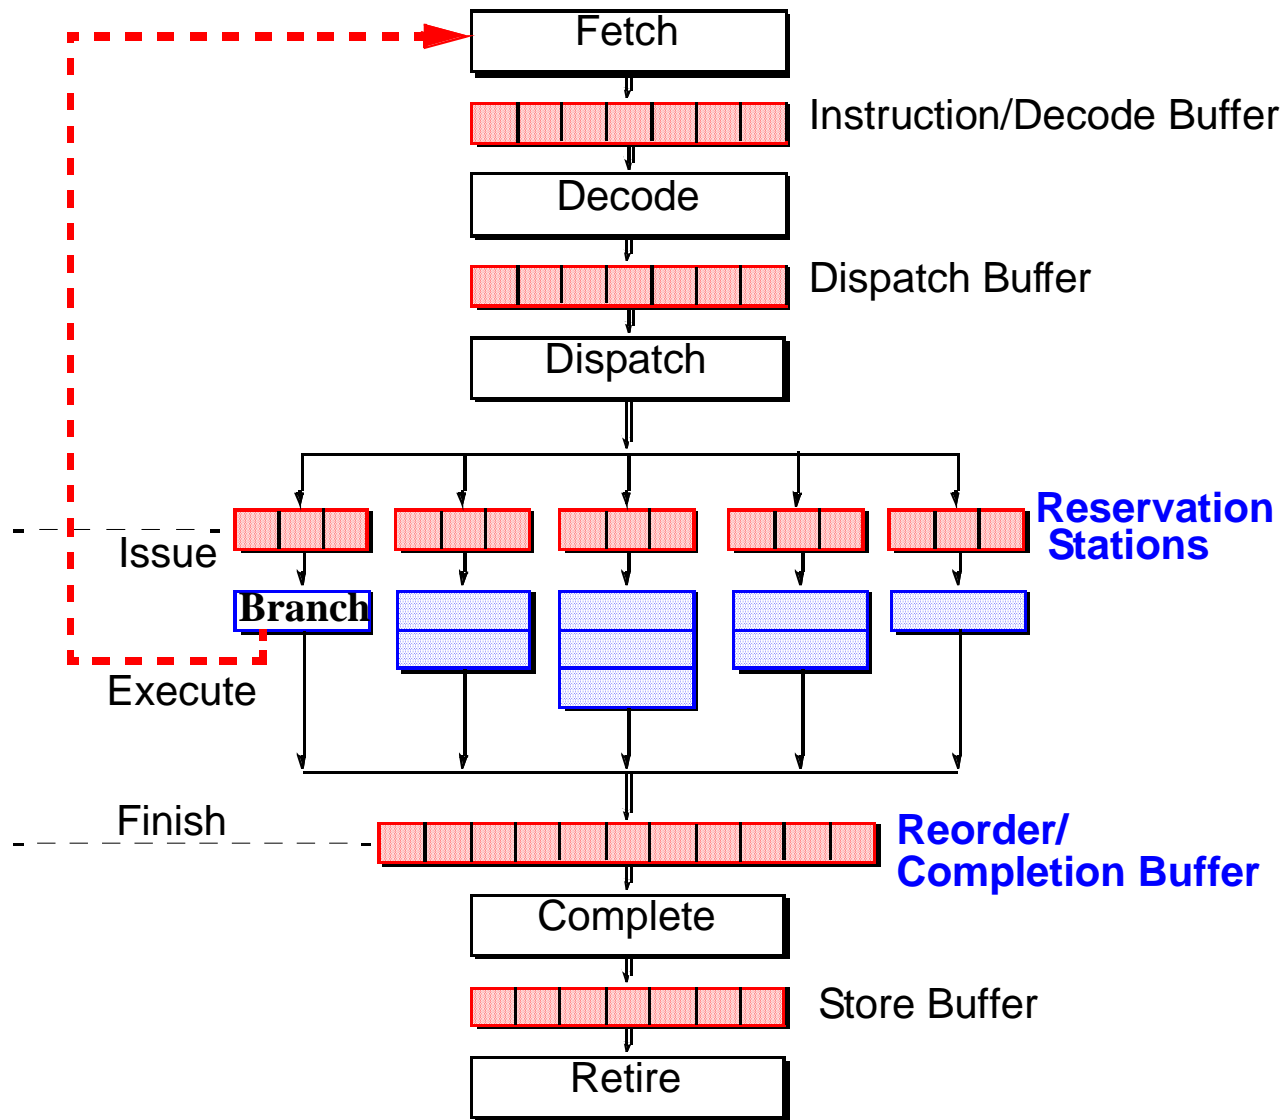 Fetch
Instruction/Decode Buffer
Decode
Dispatch Buffer
Dispatch
Reservation
Stations
Issue
Branch
Execute
Finish
Reorder/
Completion Buffer
Complete
Store Buffer
Retire